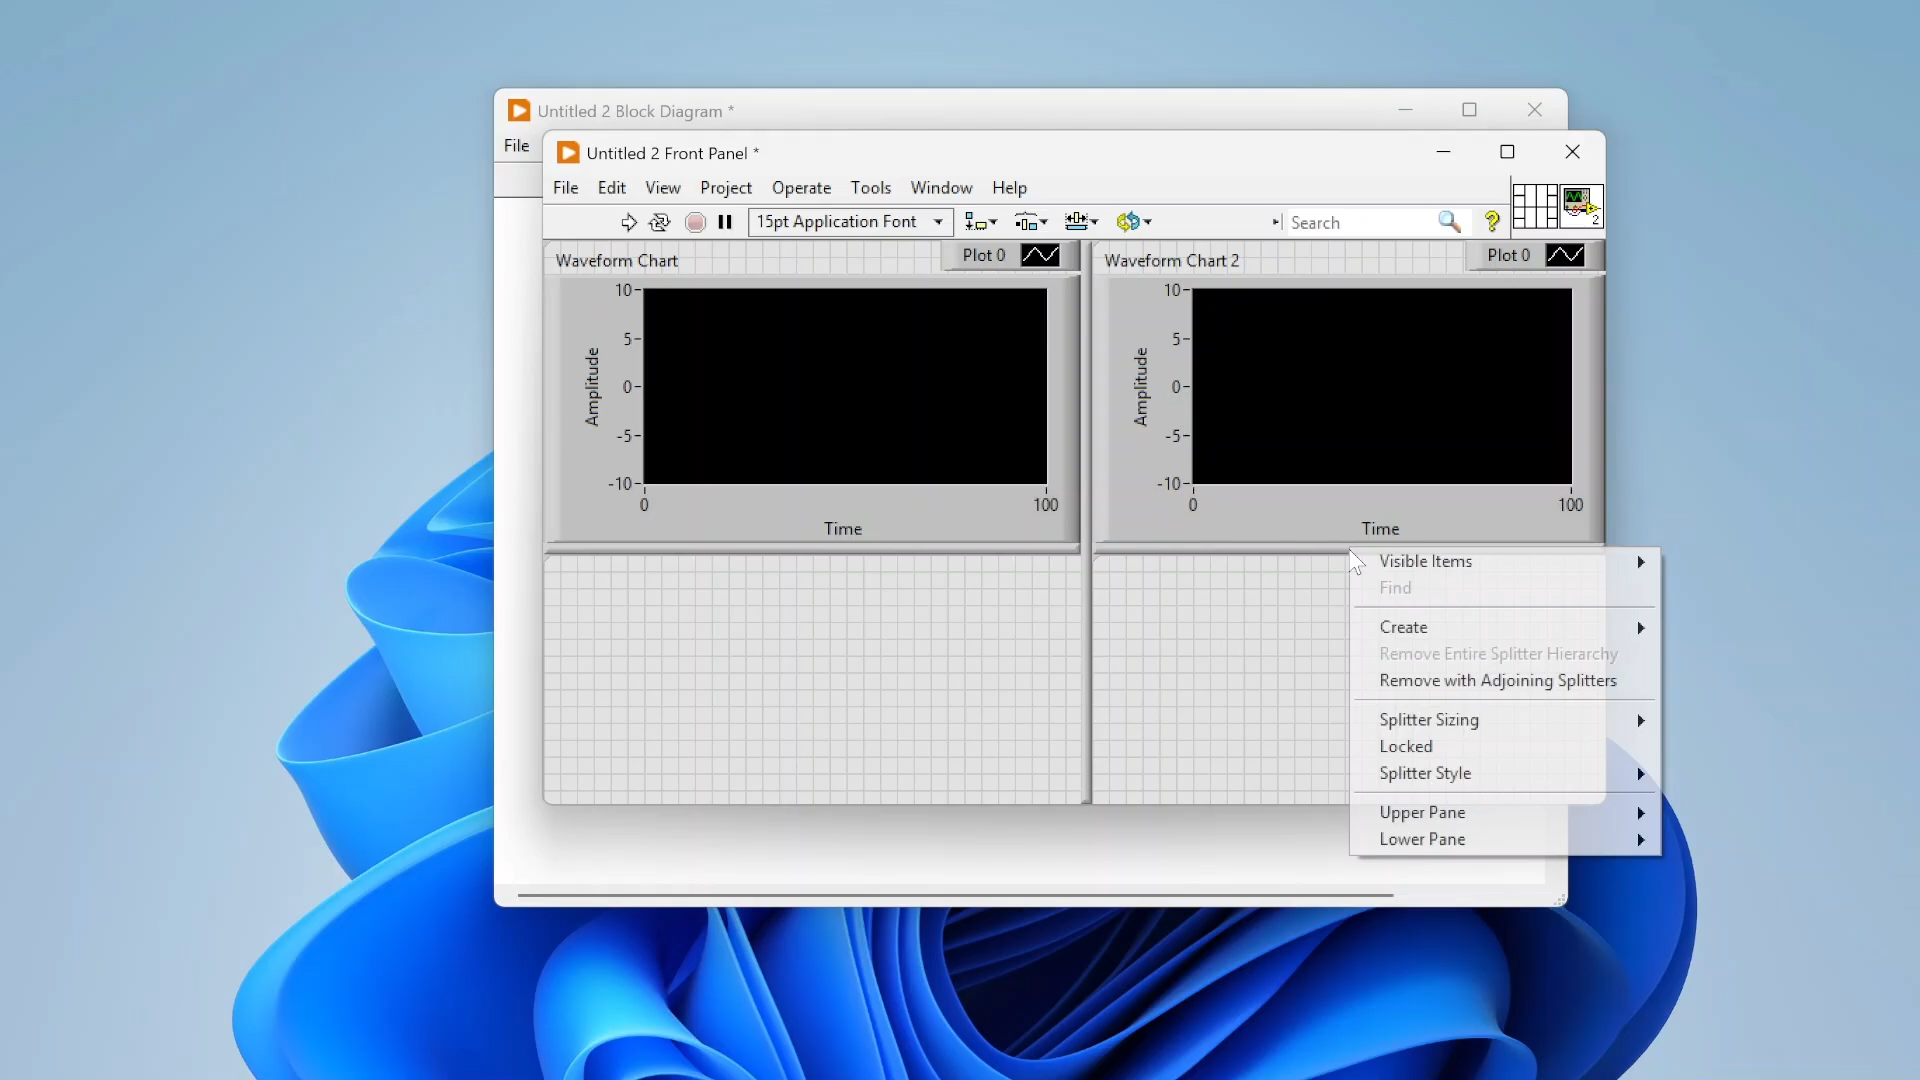 Untitled 2 Block Diagram *
File
Untitled 2 Front Panel *
File Edit View Project Operate Tools Window Help
15pt Application Font
Search
?
2
Waveform Chart
Plot 0
10
5
0
-5
-10
Amplitude
0
100
Time
Waveform Chart 2
Plot 0
10
5
0
-5
-10
Amplitude
0
100
Time
Visible Items
Find
Create
Remove Entire Splitter Hierarchy
Remove with Adjoining Splitters
Splitter Sizing
Locked
Splitter Style
Upper Pane
Lower Pane